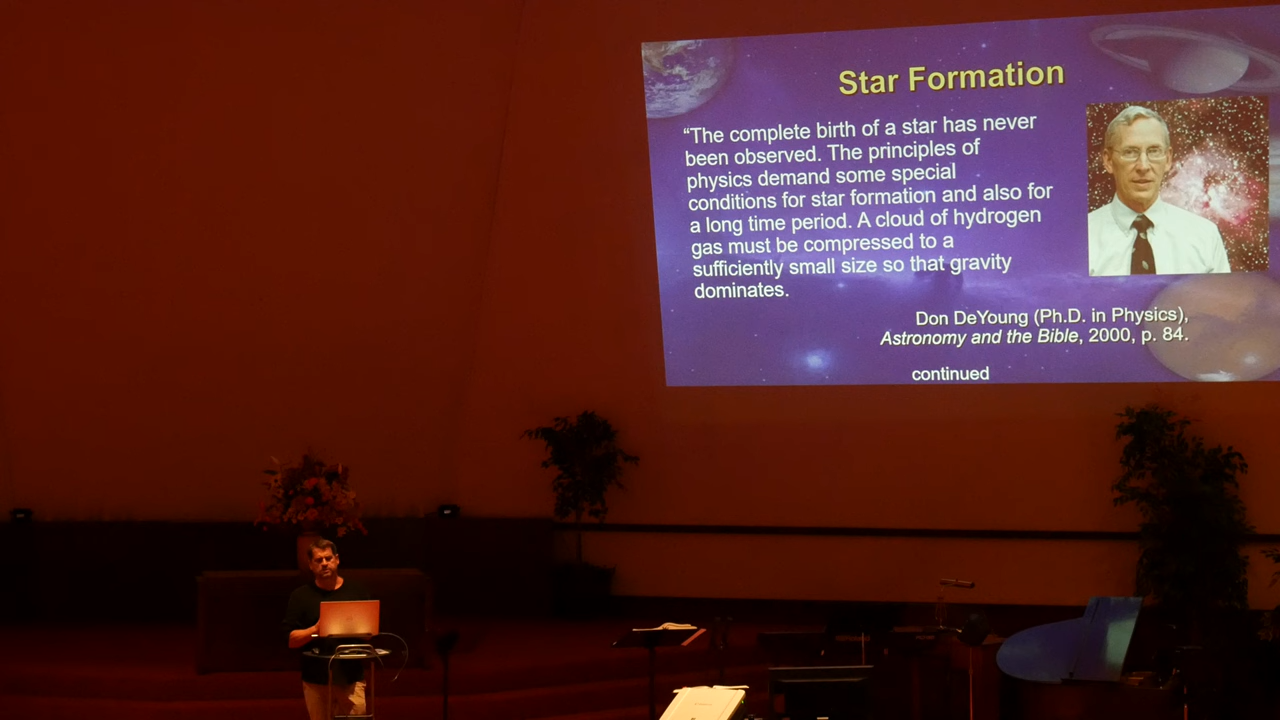 Star Formation
“The complete birth of a star has never
been observed. The principles of
physics demand some special
conditions for star formation and also for
a long time period. A cloud of hydrogen
gas must be compressed to a
sufficiently small size so that gravity
dominates.
Don DeYoung (Ph.D. in Physics),
Astronomy and the Bible, 2000, p. 84.
continued